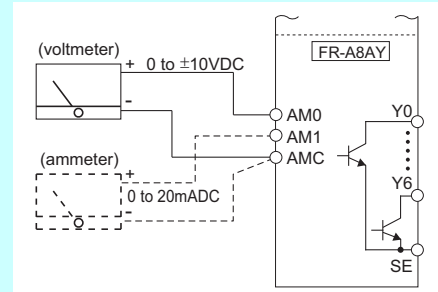 FR-A8AY
(voltmeter)
+ 0 to ±10VDC
-
AM0
AM1
AMC
(ammeter)
+
0 to 20mADC
-
Y0
Y6
SE